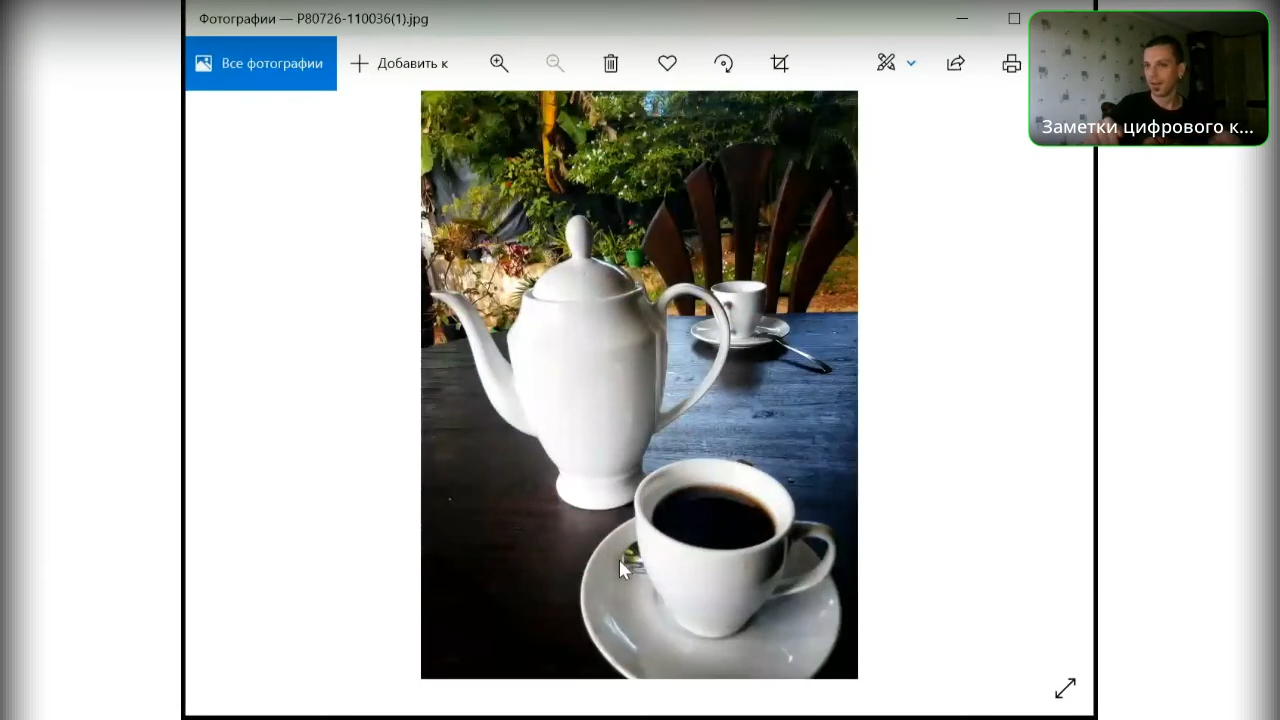 Фотографии — P80726-110036(1).jpg
Все фотографии
Добавить к
Заметки цифрового к...